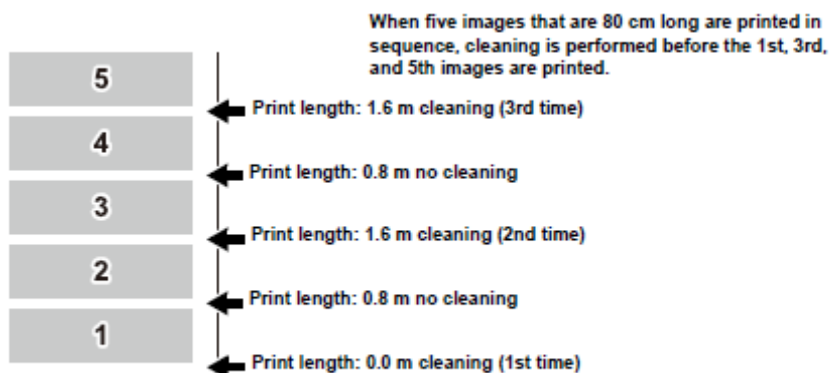 When five images that are 80 cm long are printed in
sequence, cleaning is performed before the 1st, 3rd,
and 5th images are printed.
5
Print length: 1.6 m cleaning (3rd time)
4
Print length: 0.8 m no cleaning
3
Print length: 1.6 m cleaning (2nd time)
2
Print length: 0.8 m no cleaning
1
Print length: 0.0 m cleaning (1st time)